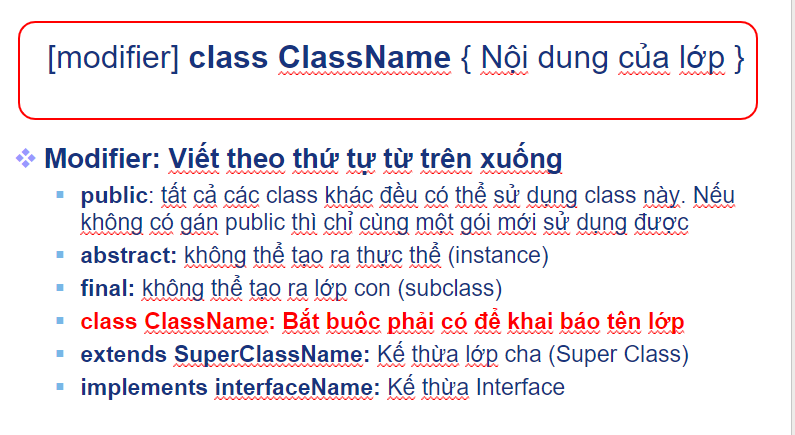 [modifier] class ClassName { Nội dung của lớp }
Modifier: Viết theo thứ tự từ trên xuống
public: tất cả các class khác đều có thể sử dụng class này. Nếu
không có gán public thì chỉ cùng một gói mới sử dụng được
abstract: không thể tạo ra thực thể (instance)
final: không thể tạo ra lớp con (subclass)
class ClassName: Bắt buộc phải có để khai báo tên lớp
extends SuperClassName: Kế thừa lớp cha (Super Class)
implements interfaceName: Kế thừa Interface